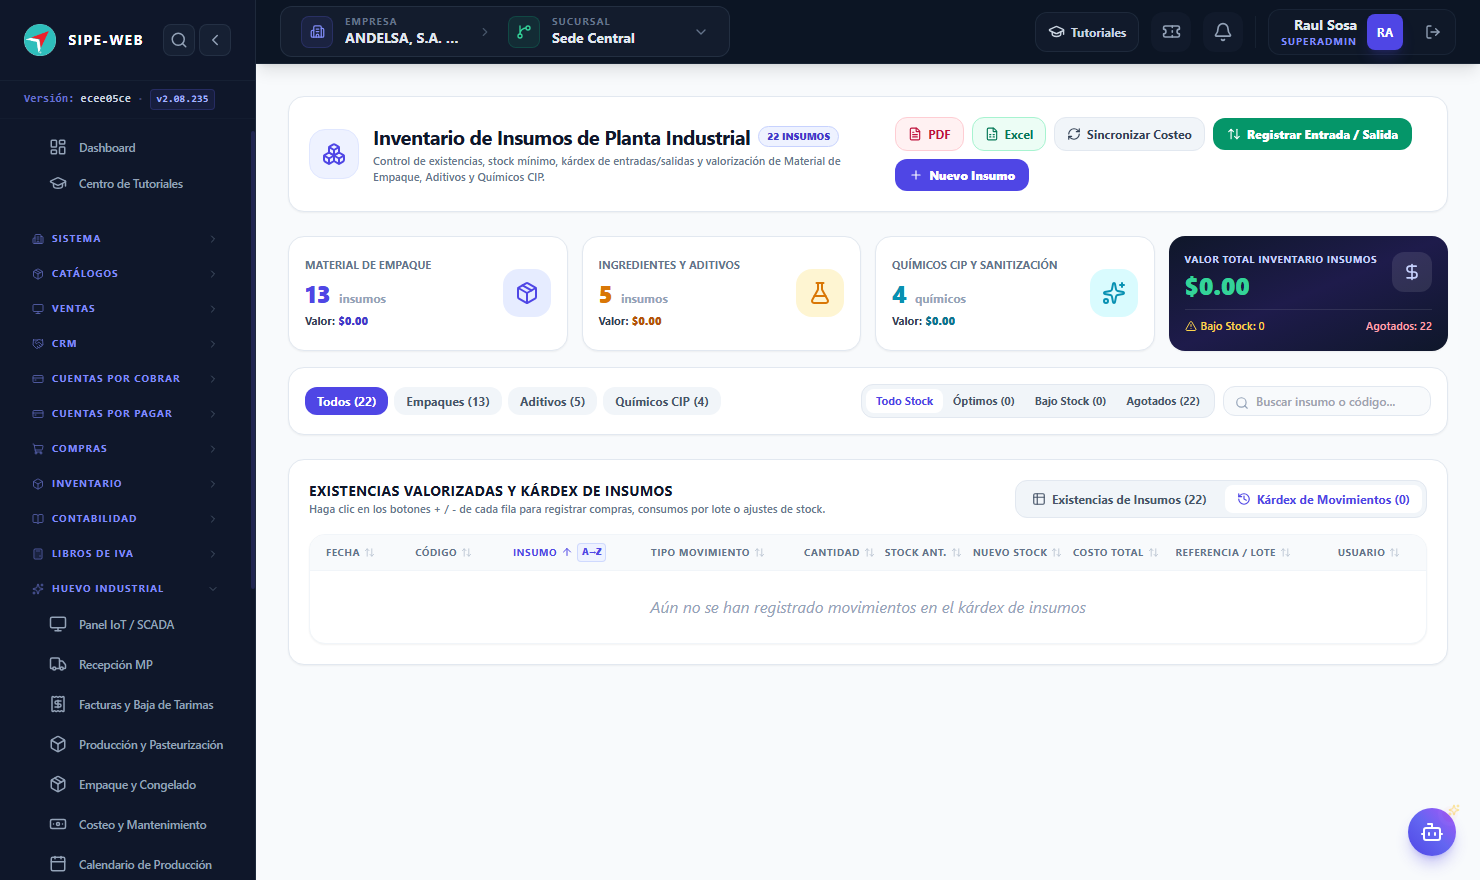 SIPE-WEB
Versión: ecee05ce · v2.08.235
Dashboard
Centro de Tutoriales
SISTEMA
CATÁLOGOS
VENTAS
CRM
CUENTAS POR COBRAR
CUENTAS POR PAGAR
COMPRAS
INVENTARIO
CONTABILIDAD
LIBROS DE IVA
HUEVO INDUSTRIAL
Panel IoT / SCADA
Recepción MP
Facturas y Baja de Tarimas
Producción y Pasteurización
Empaque y Congelado
Costeo y Mantenimiento
Calendario de Producción
EMPRESA
ANDELSA, S.A. ...
SUCURSAL
Sede Central
Tutoriales
Raul Sosa
SUPERADMIN
RA
Inventario de Insumos de Planta Industrial 22 INSUMOS
Control de existencias, stock mínimo, kárdex de entradas/salidas y valorización de Material de
Empaque, Aditivos y Químicos CIP.
PDF Excel Sincronizar Costeo Registrar Entrada / Salida
Nuevo Insumo
MATERIAL DE EMPAQUE
13 insumos
Valor: $0.00
INGREDIENTES Y ADITIVOS
5 insumos
Valor: $0.00
QUÍMICOS CIP Y SANITIZACIÓN
4 químicos
Valor: $0.00
VALOR TOTAL INVENTARIO INSUMOS
$0.00
Bajo Stock: 0 Agotados: 22
Todos (22) Empaques (13) Aditivos (5) Químicos CIP (4)
Todo Stock Óptimos (0) Bajo Stock (0) Agotados (22)
Buscar insumo o código...
EXISTENCIAS VALORIZADAS Y KÁRDEX DE INSUMOS
Haga clic en los botones + / - de cada fila para registrar compras, consumos por lote o ajustes de stock.
Existencias de Insumos (22) Kárdex de Movimientos (0)
FECHA CÓDIGO INSUMO A–Z TIPO MOVIMIENTO CANTIDAD STOCK ANT. NUEVO STOCK COSTO TOTAL REFERENCIA / LOTE USUARIO
Aún no se han registrado movimientos en el kárdex de insumos